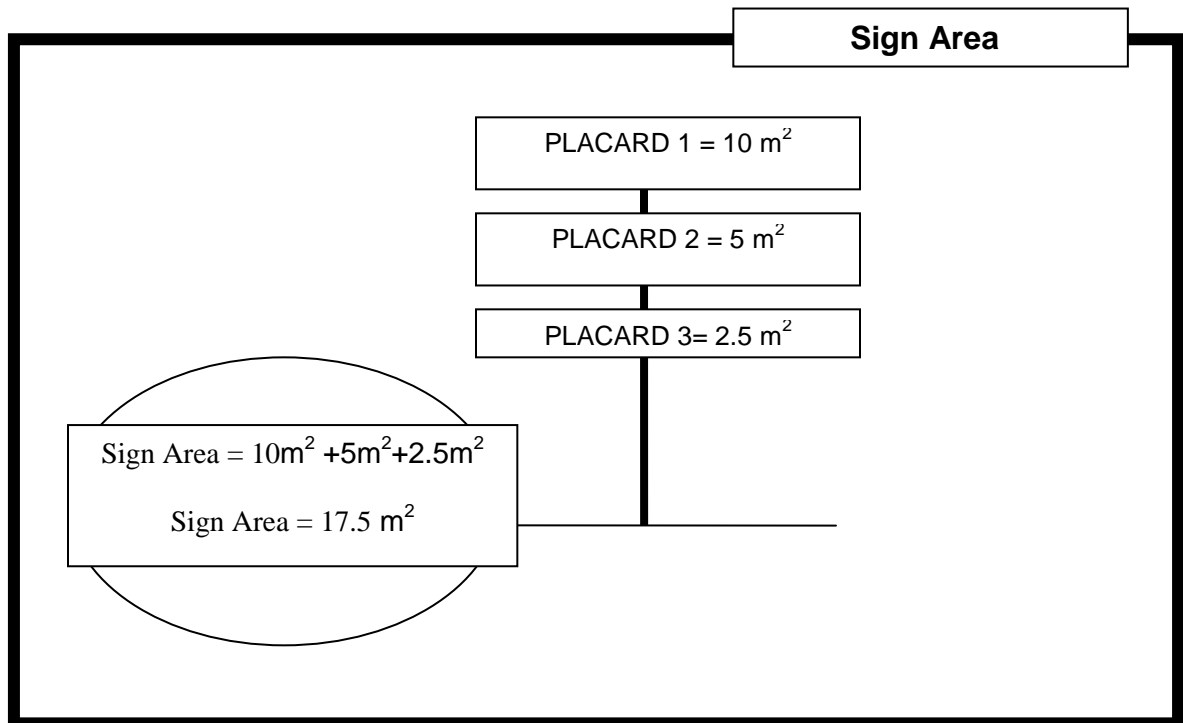 Sign Area
PLACARD 1 = 10 m²
PLACARD 2 = 5 m²
PLACARD 3= 2.5 m²
Sign Area = 10m² +5m²+2.5m²
Sign Area = 17.5 m²